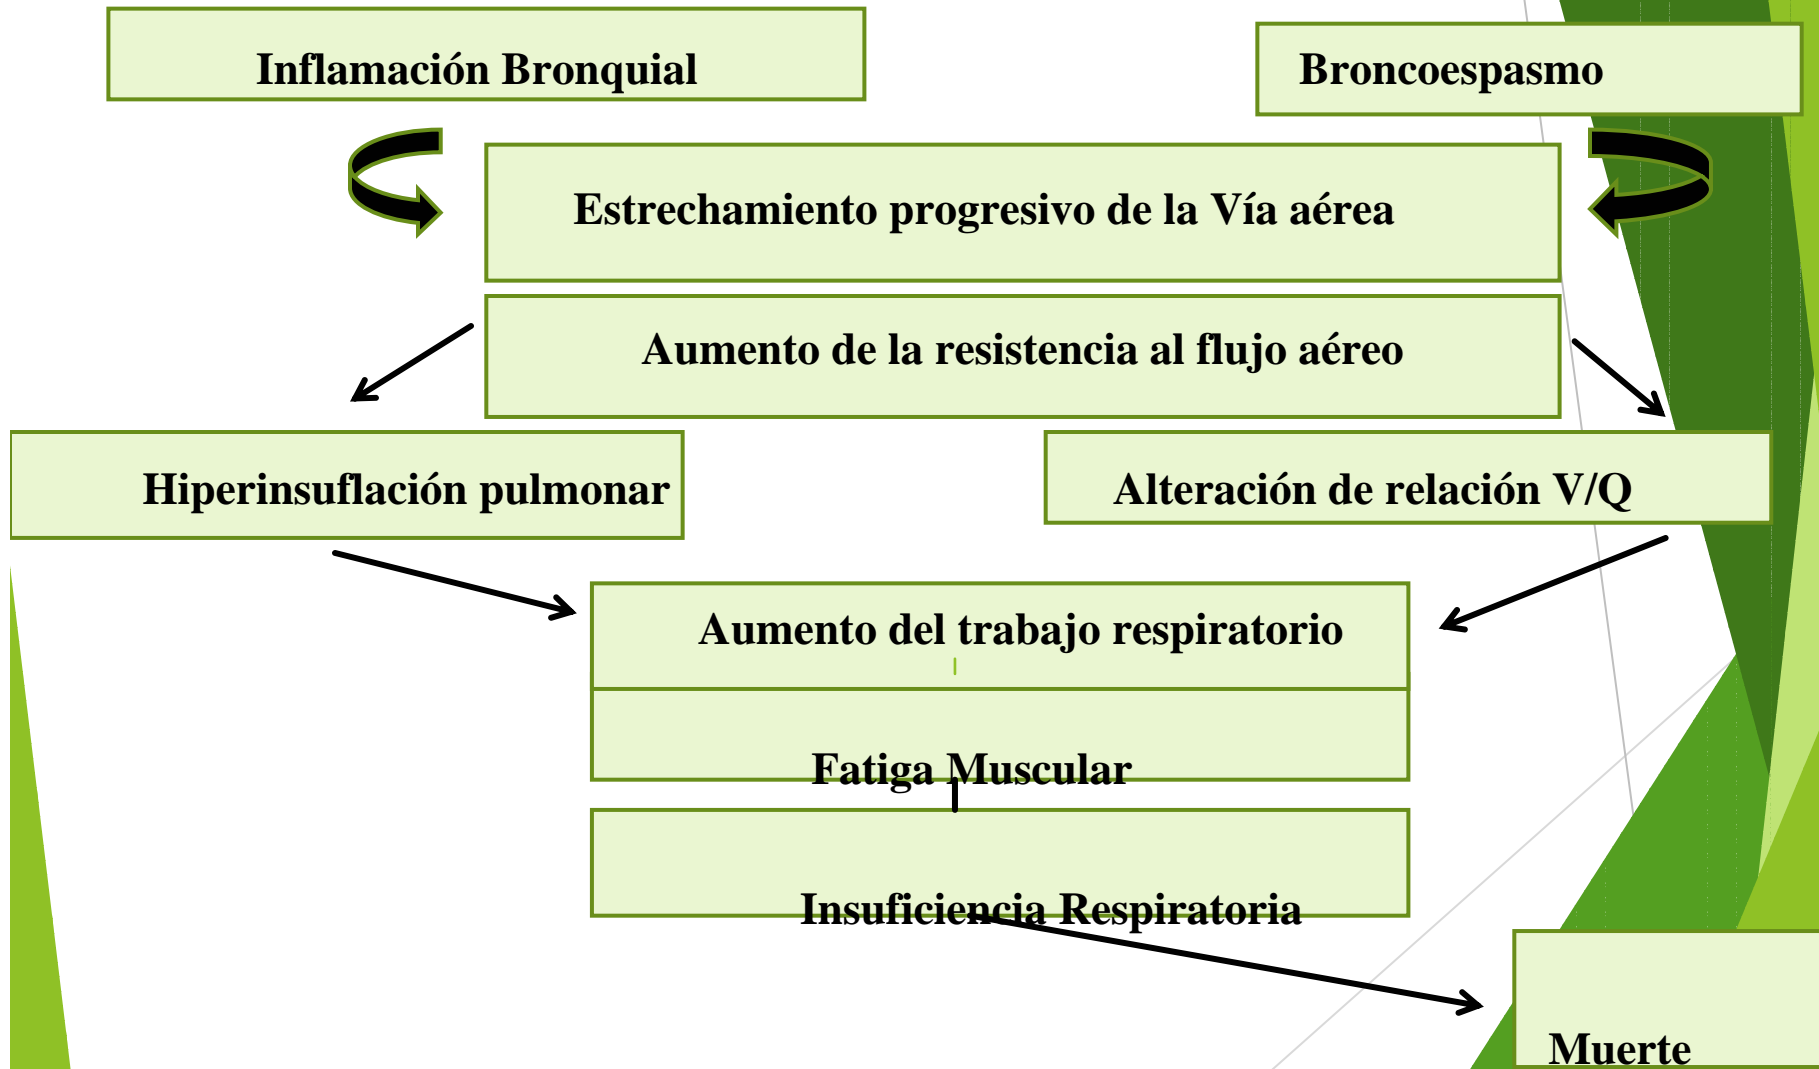 Inflamación Bronquial
Broncoespasmo
Estrechamiento progresivo de la Vía aérea
Aumento de la resistencia al flujo aéreo
Hiperinsuflación pulmonar
Alteración de relación V/Q
Aumento del trabajo respiratorio
Fatiga Muscular
Insuficiencia Respiratoria
Muerte